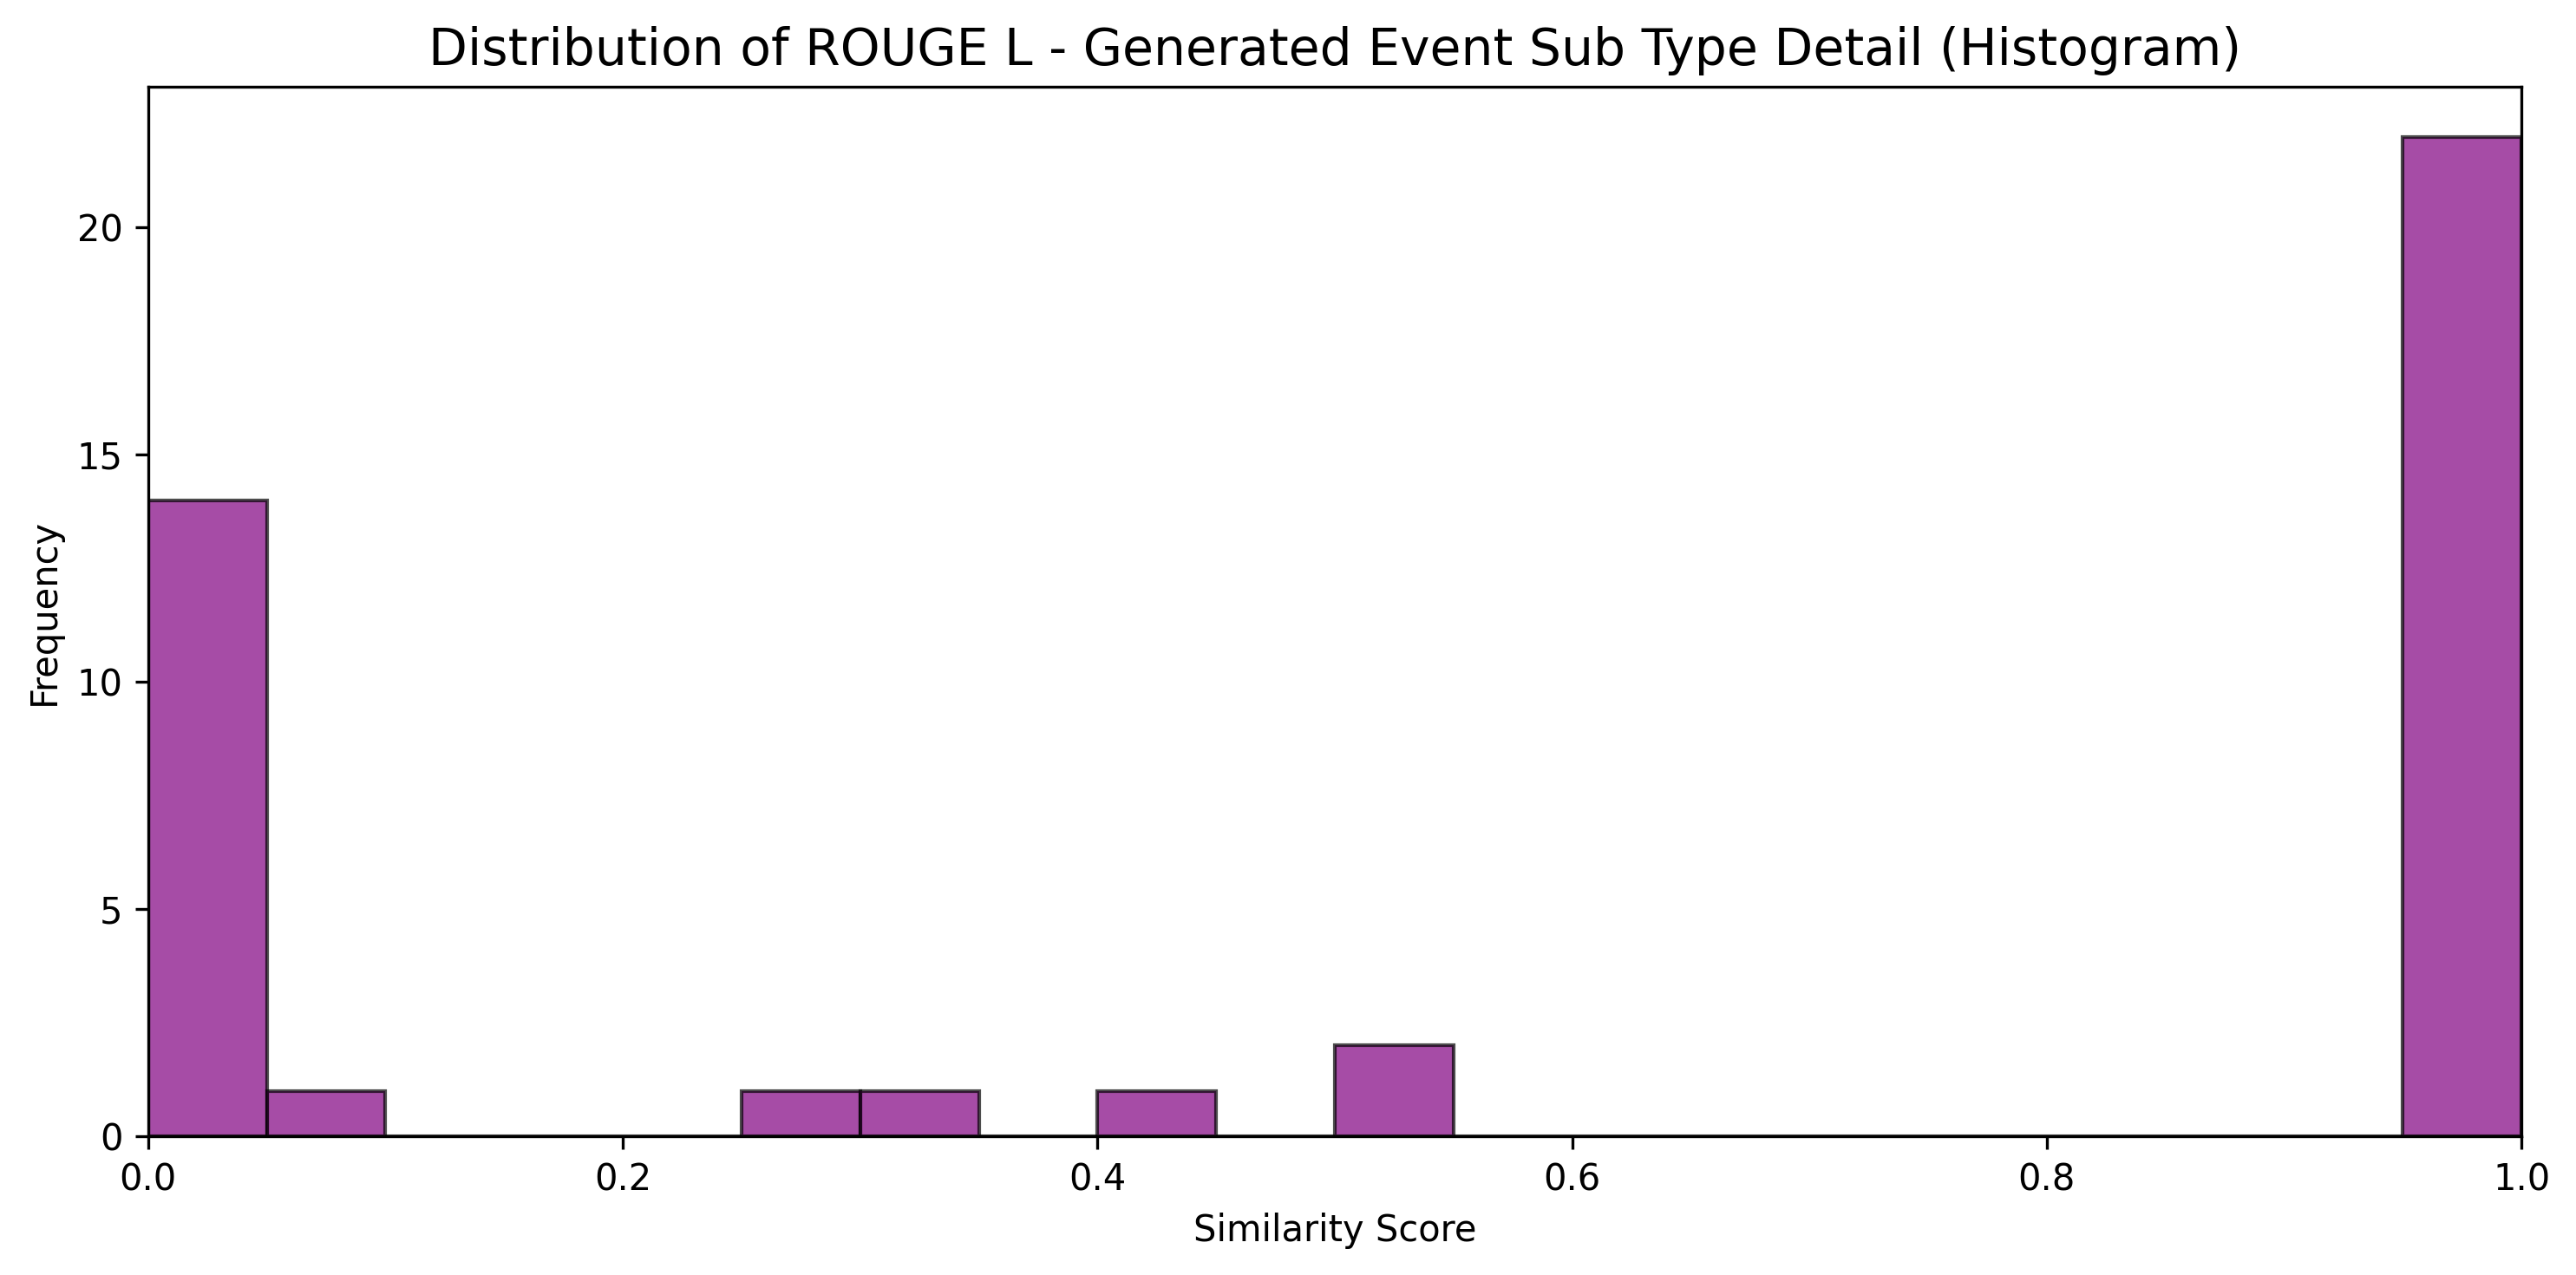 Distribution of ROUGE L - Generated Event Sub Type Detail (Histogram)
Frequency
20
15
10
5
0
0.0 0.2 0.4 0.6 0.8 1.0
Similarity Score